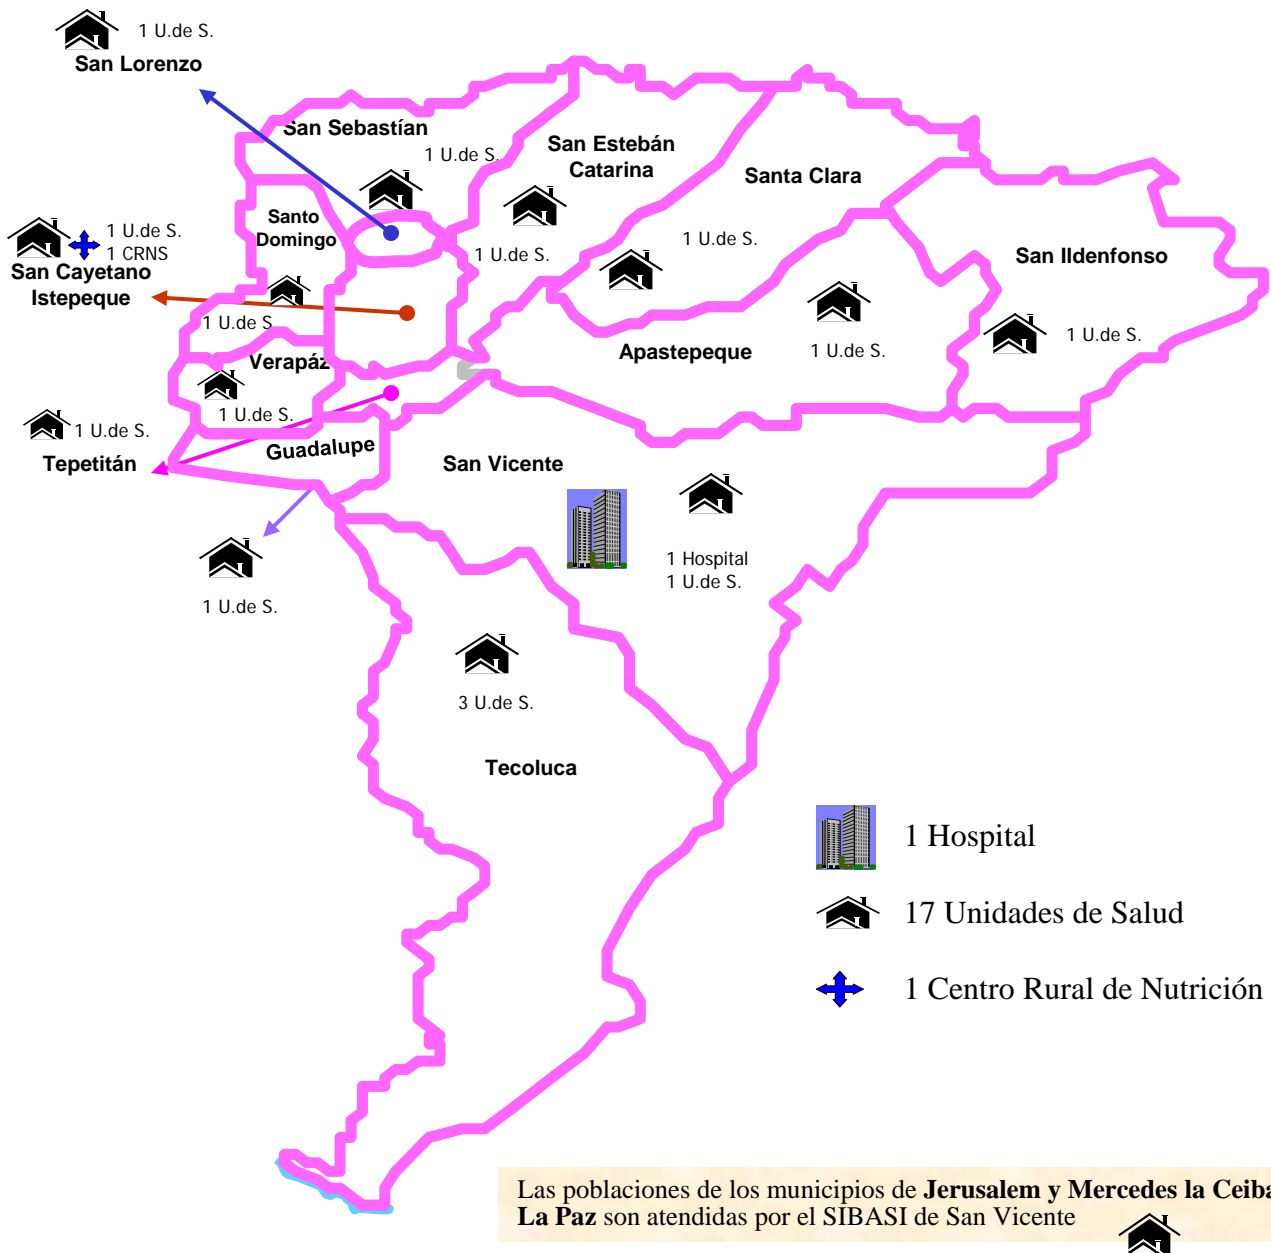 1 U.de S.
San Lorenzo
San Sebastían
1 U.de S.
San Estebán
Catarina
Santa Clara
Santo
Domingo
1 U.de S.
1 CRNS
San Cayetano
Istepeque
1 U.de S.
1 U.de S.
San Ildenfonso
1 U.de S
Verapáz
Apastepeque
1 U.de S.
1 U.de S.
1 U.de S.
1 U.de S.
Tepetitán
Guadalupe
San Vicente
1 Hospital
1 U.de S.
1 U.de S.
3 U.de S.
Tecoluca
1 Hospital
17 Unidades de Salud
1 Centro Rural de Nutrición
Las poblaciones de los municipios de Jerusalem y Mercedes la Ceiba
La Paz son atendidas por el SIBASI de San Vicente